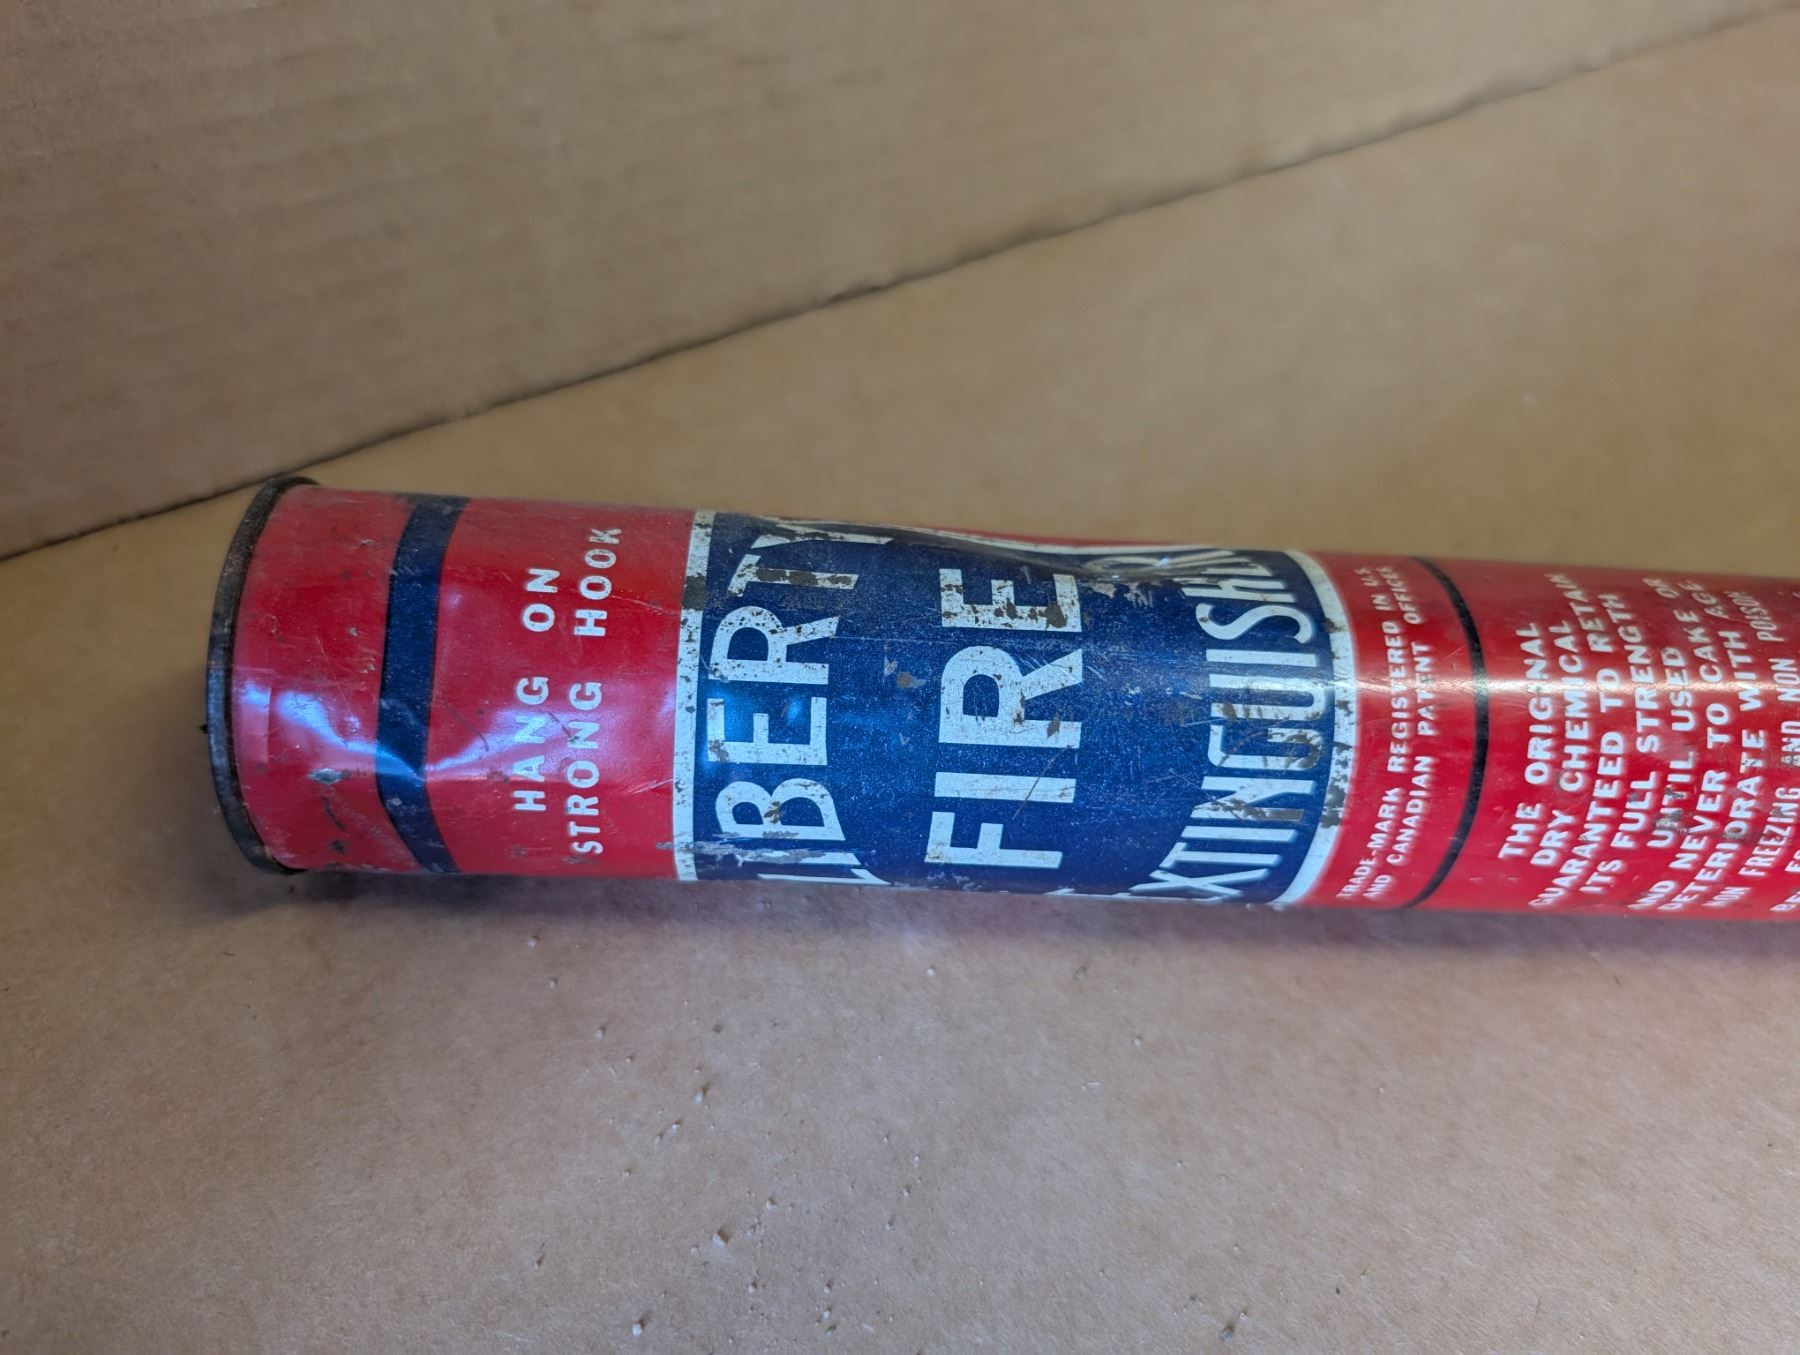 HANG ON
STRONG HOOK
LIBERTY
FIRE
EXTINGUISHER
TRADE-MARK REGISTERED IN U.S.
AND CANADIAN PATENT OFFICES
THE ORIGINAL
DRY CHEMICAL
GUARANTEED TO RETAIN
ITS FULL STRENGTH
UNTIL USED OR
AND NEVER TO CAKE
DETERIORATE WITH AGE
NON FREEZING AND NON POISON